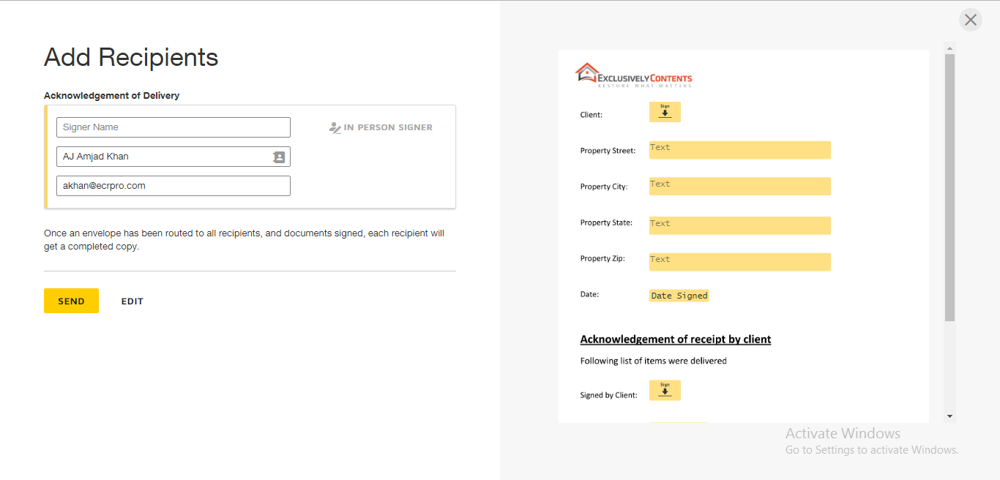 Add Recipients
Acknowledgement of Delivery
Signer Name
IN PERSON SIGNER
AJ Amjad Khan
akhan@ecrpro.com
Once an envelope has been routed to all recipients, and documents signed, each recipient will
get a completed copy.
SEND
EDIT
EXCLUSIVELY CONTENTS
RESTORE WHAT MATTERS
Client:
Sign
Property Street:
Text
Property City:
Text
Property State:
Text
Property Zip:
Text
Date:
Date Signed
Acknowledgement of receipt by client
Following list of items were delivered
Signed by Client:
Sign
Activate Windows
Go to Settings to activate Windows.